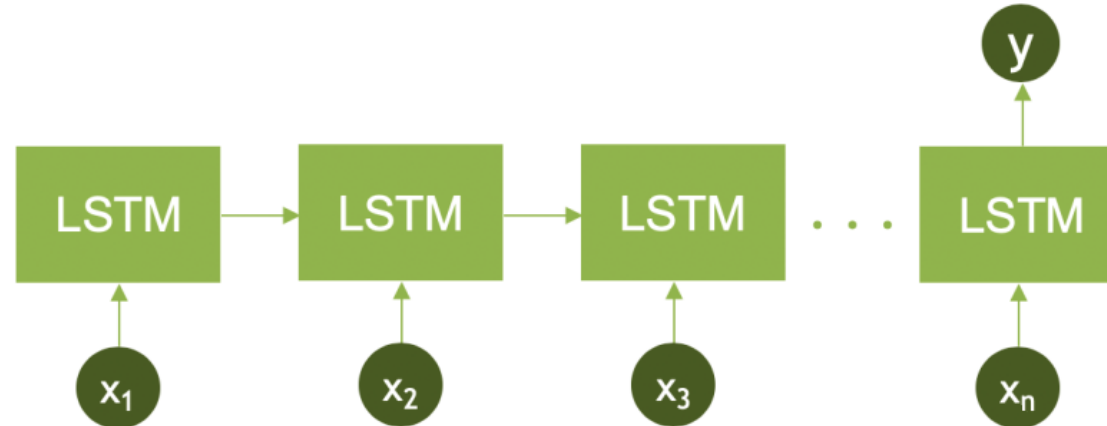 y
LSTM LSTM LSTM . . . LSTM
x₁ x₂ x₃ xₙ